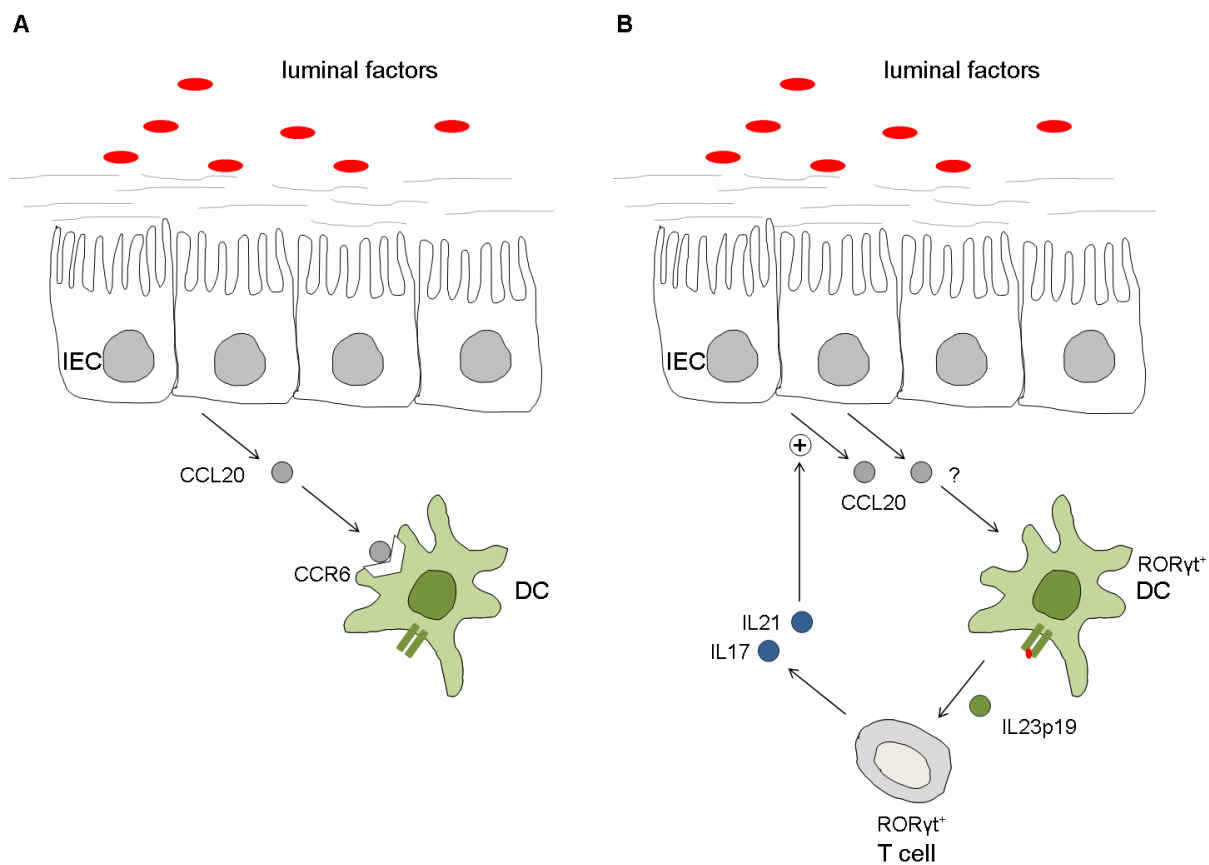 A
luminal factors
IEC
CCL20
CCR6
DC
B
luminal factors
IEC
+
?
CCL20
RORγt⁺
DC
IL21
IL17
IL23p19
RORγt⁺
T cell